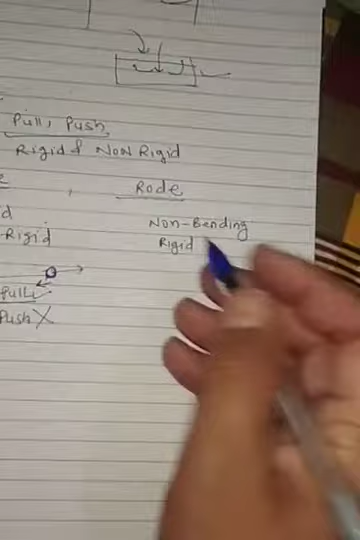 Pull, Push
Rigid & Non Rigid
, Rode
Non-Bending
Rigid
Rigid
Pull
Push X